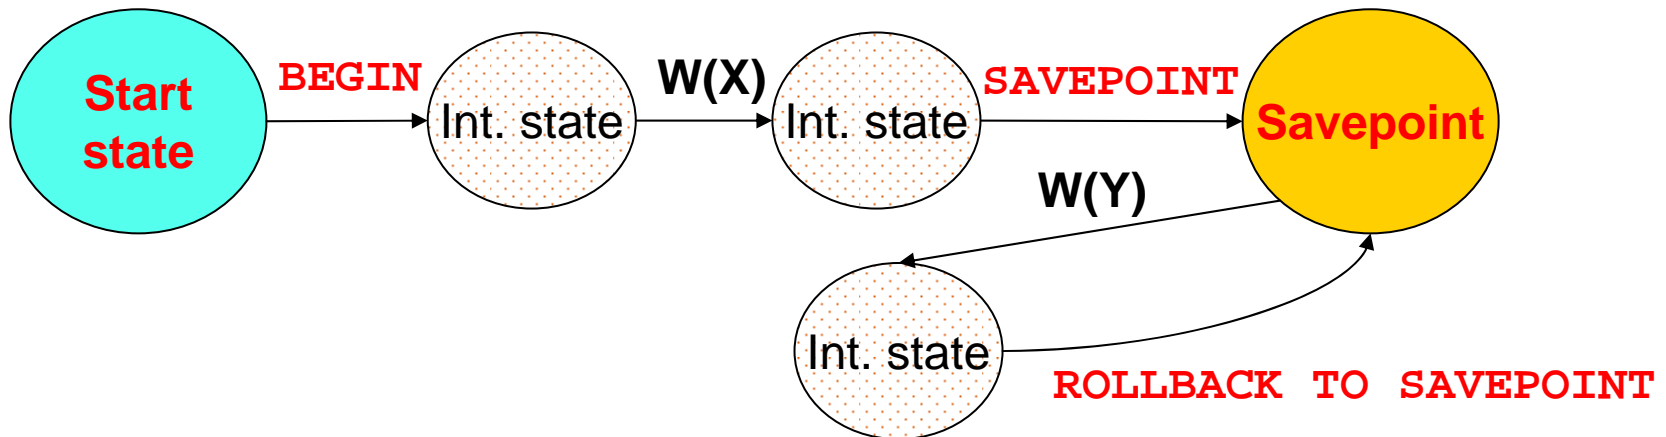 Start
state
BEGIN
Int. state
W(X)
Int. state
SAVEPOINT
Savepoint
W(Y)
Int. state
ROLLBACK TO SAVEPOINT